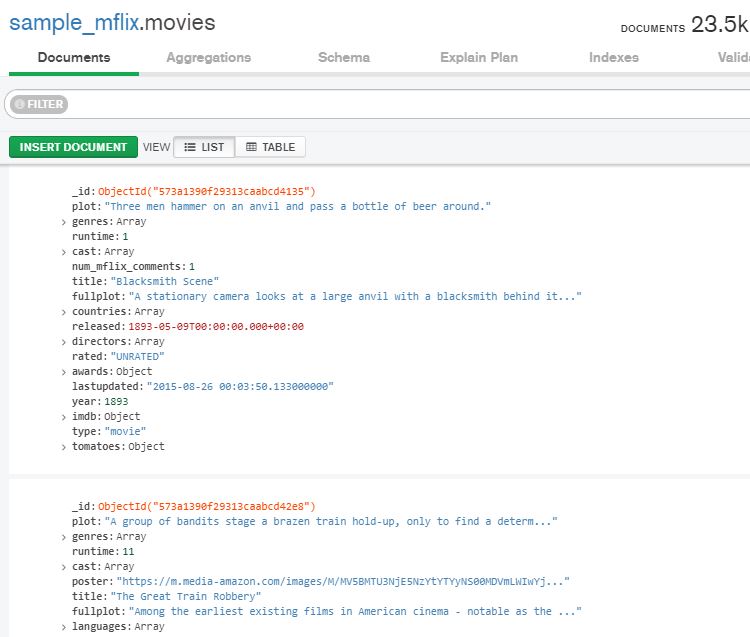 sample_mflix.movies
DOCUMENTS 23.5k
Documents Aggregations Schema Explain Plan Indexes Valida
FILTER
INSERT DOCUMENT VIEW LIST TABLE
_id: ObjectId("573a1390f29313caabcd4135")
plot: "Three men hammer on an anvil and pass a bottle of beer around."
> genres: Array
runtime: 1
> cast: Array
num_mflix_comments: 1
title: "Blacksmith Scene"
fullplot: "A stationary camera looks at a large anvil with a blacksmith behind it..."
> countries: Array
released: 1893-05-09T00:00:00.000+00:00
> directors: Array
rated: "UNRATED"
> awards: Object
lastupdated: "2015-08-26 00:03:50.133000000"
year: 1893
> imdb: Object
type: "movie"
> tomatoes: Object
_id: ObjectId("573a1390f29313caabcd42e8")
plot: "A group of bandits stage a brazen train hold-up, only to find a determ..."
> genres: Array
runtime: 11
> cast: Array
poster: "https://m.media-amazon.com/images/M/MV5BMTU3NjE5NzYtYTYyNS00MDVmLWIwYj..."
title: "The Great Train Robbery"
fullplot: "Among the earliest existing films in American cinema - notable as the ..."
> languages: Array